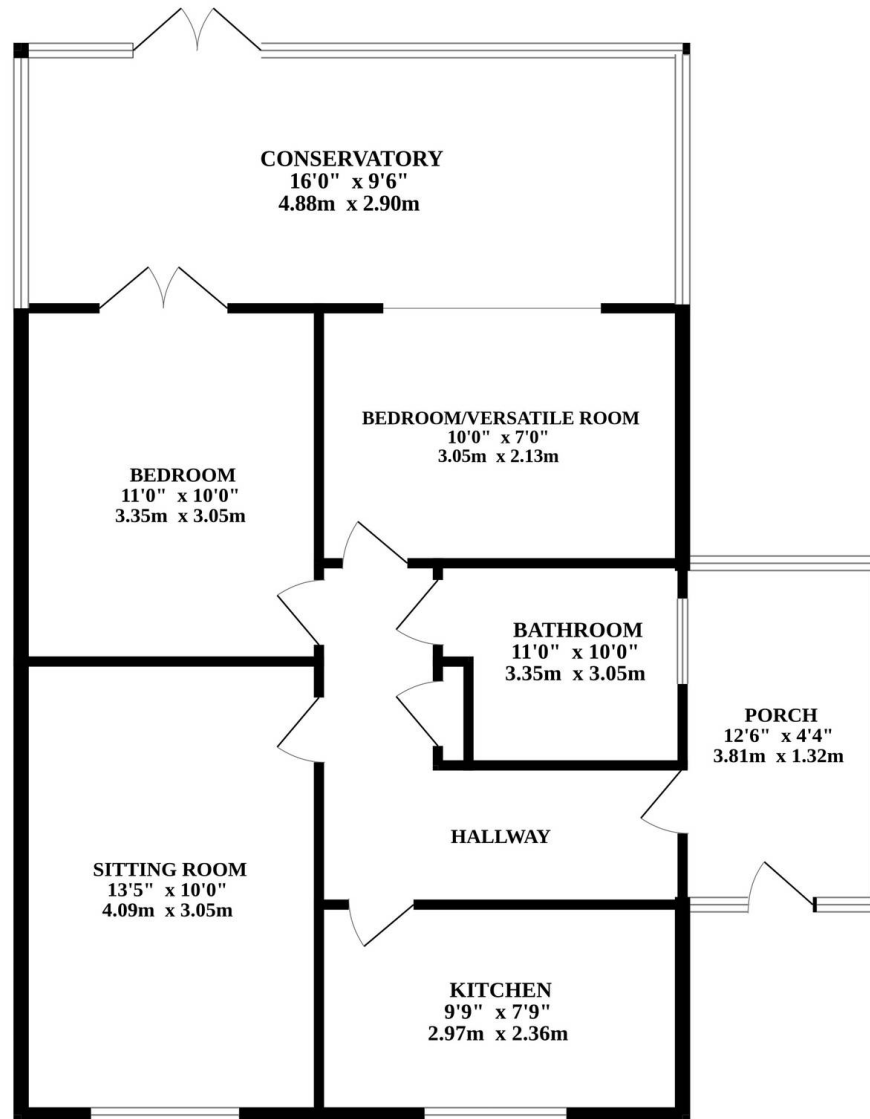 CONSERVATORY
16'0" x 9'6"
4.88m x 2.90m
BEDROOM/VERSATILE ROOM
10'0" x 7'0"
3.05m x 2.13m
BEDROOM
11'0" x 10'0"
3.35m x 3.05m
BATHROOM
11'0" x 10'0"
3.35m x 3.05m
PORCH
12'6" x 4'4"
3.81m x 1.32m
HALLWAY
SITTING ROOM
13'5" x 10'0"
4.09m x 3.05m
KITCHEN
9'9" x 7'9"
2.97m x 2.36m